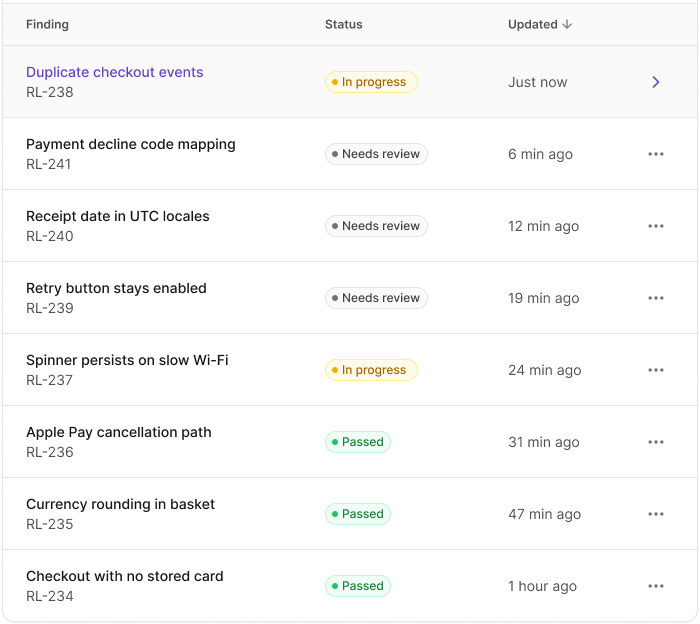 Finding Status Updated
Duplicate checkout events
RL-238
In progress
Just now
Payment decline code mapping
RL-241
Needs review
6 min ago
Receipt date in UTC locales
RL-240
Needs review
12 min ago
Retry button stays enabled
RL-239
Needs review
19 min ago
Spinner persists on slow Wi-Fi
RL-237
In progress
24 min ago
Apple Pay cancellation path
RL-236
Passed
31 min ago
Currency rounding in basket
RL-235
Passed
47 min ago
Checkout with no stored card
RL-234
Passed
1 hour ago